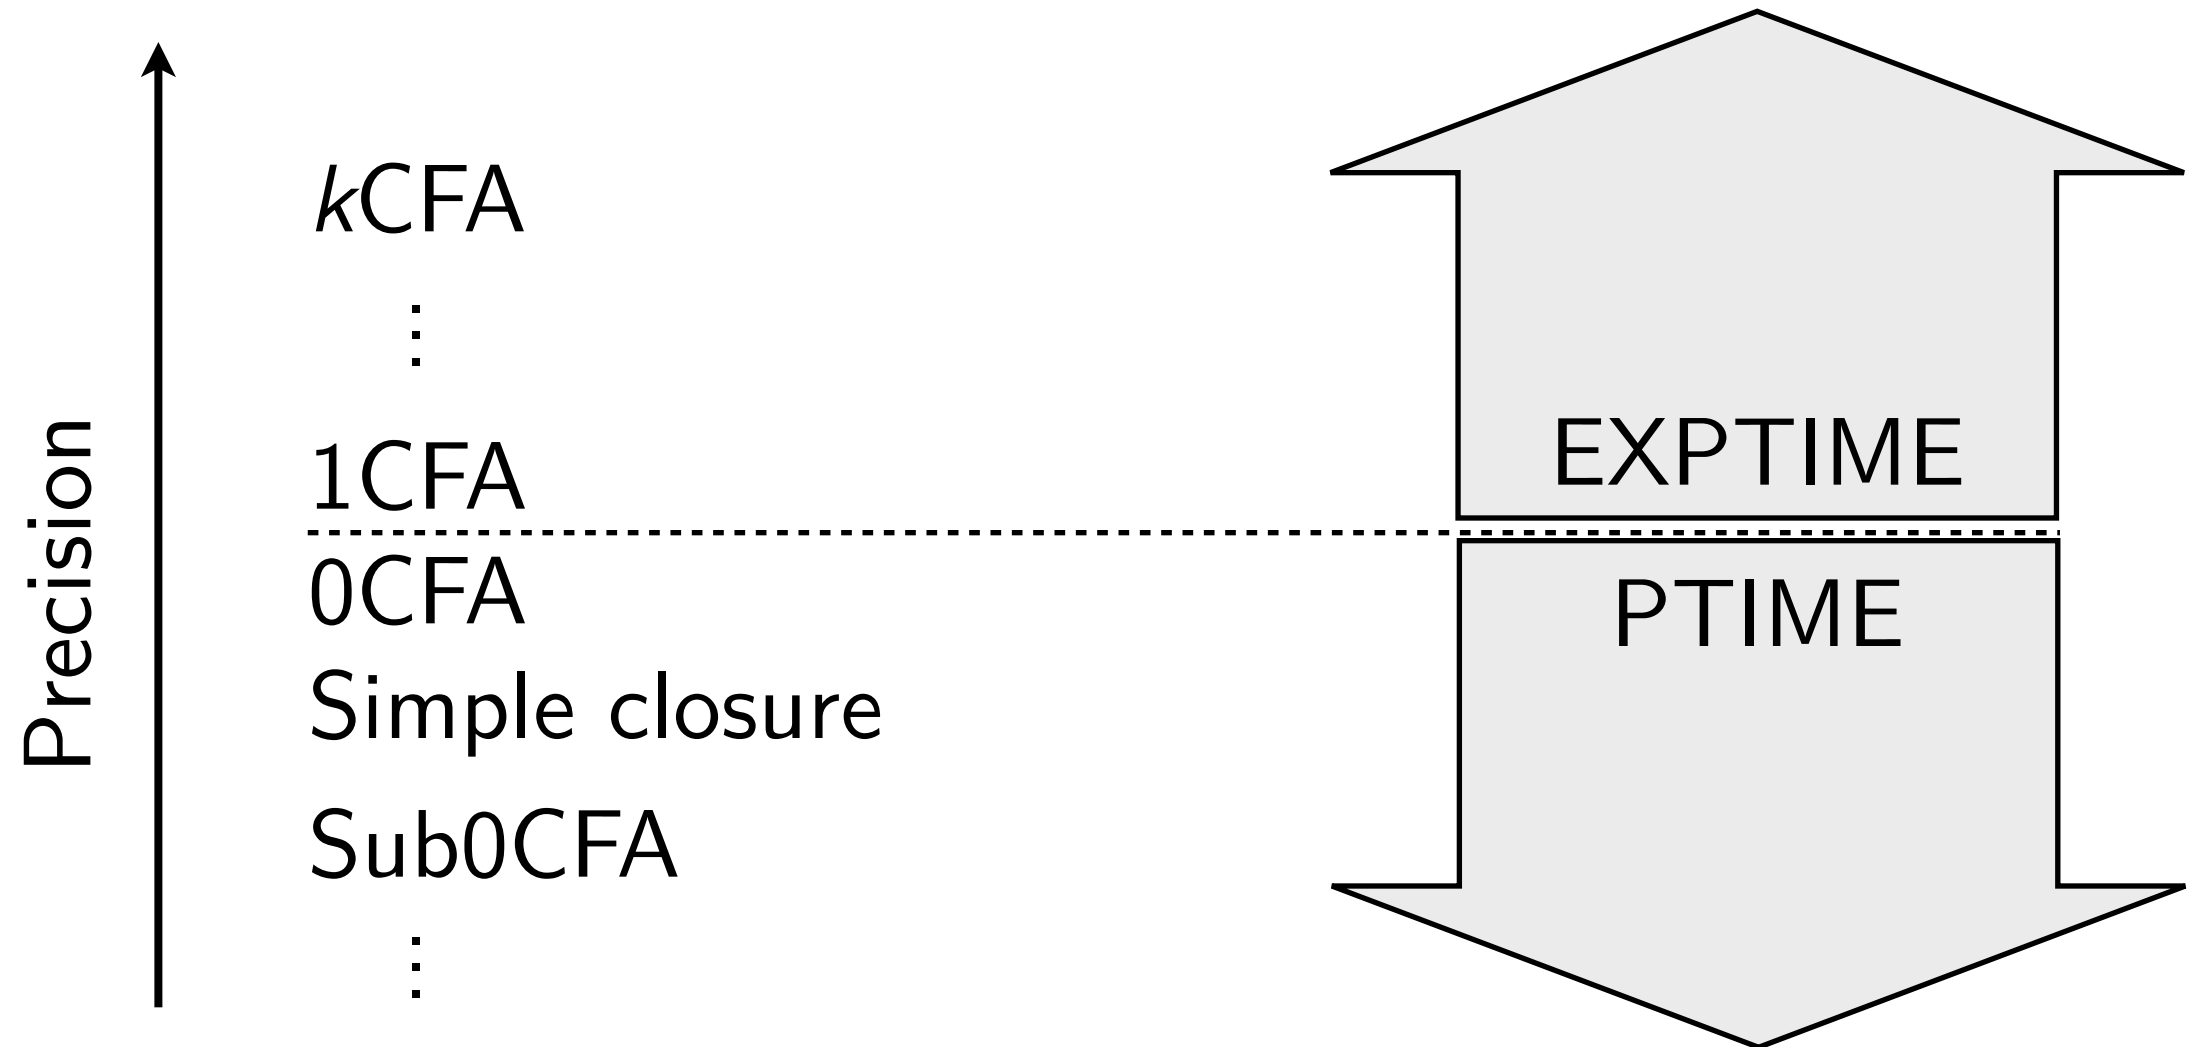 Precision
kCFA
⋮
1CFA
EXPTIME
0CFA
PTIME
Simple closure
Sub0CFA
⋮